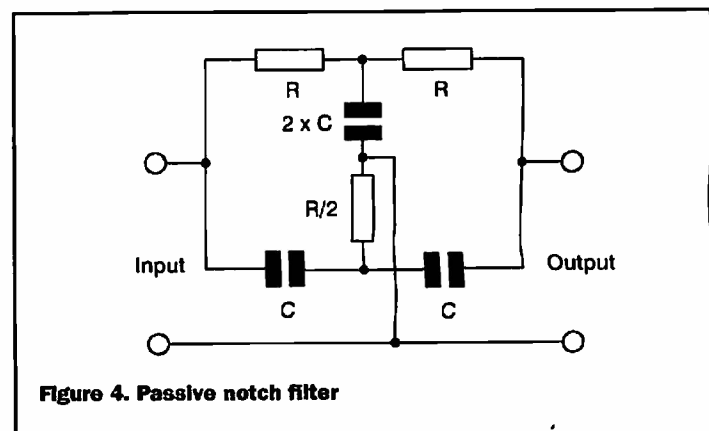 R
R
2 x C
R/2
Input
Output
C
C
Figure 4. Passive notch filter